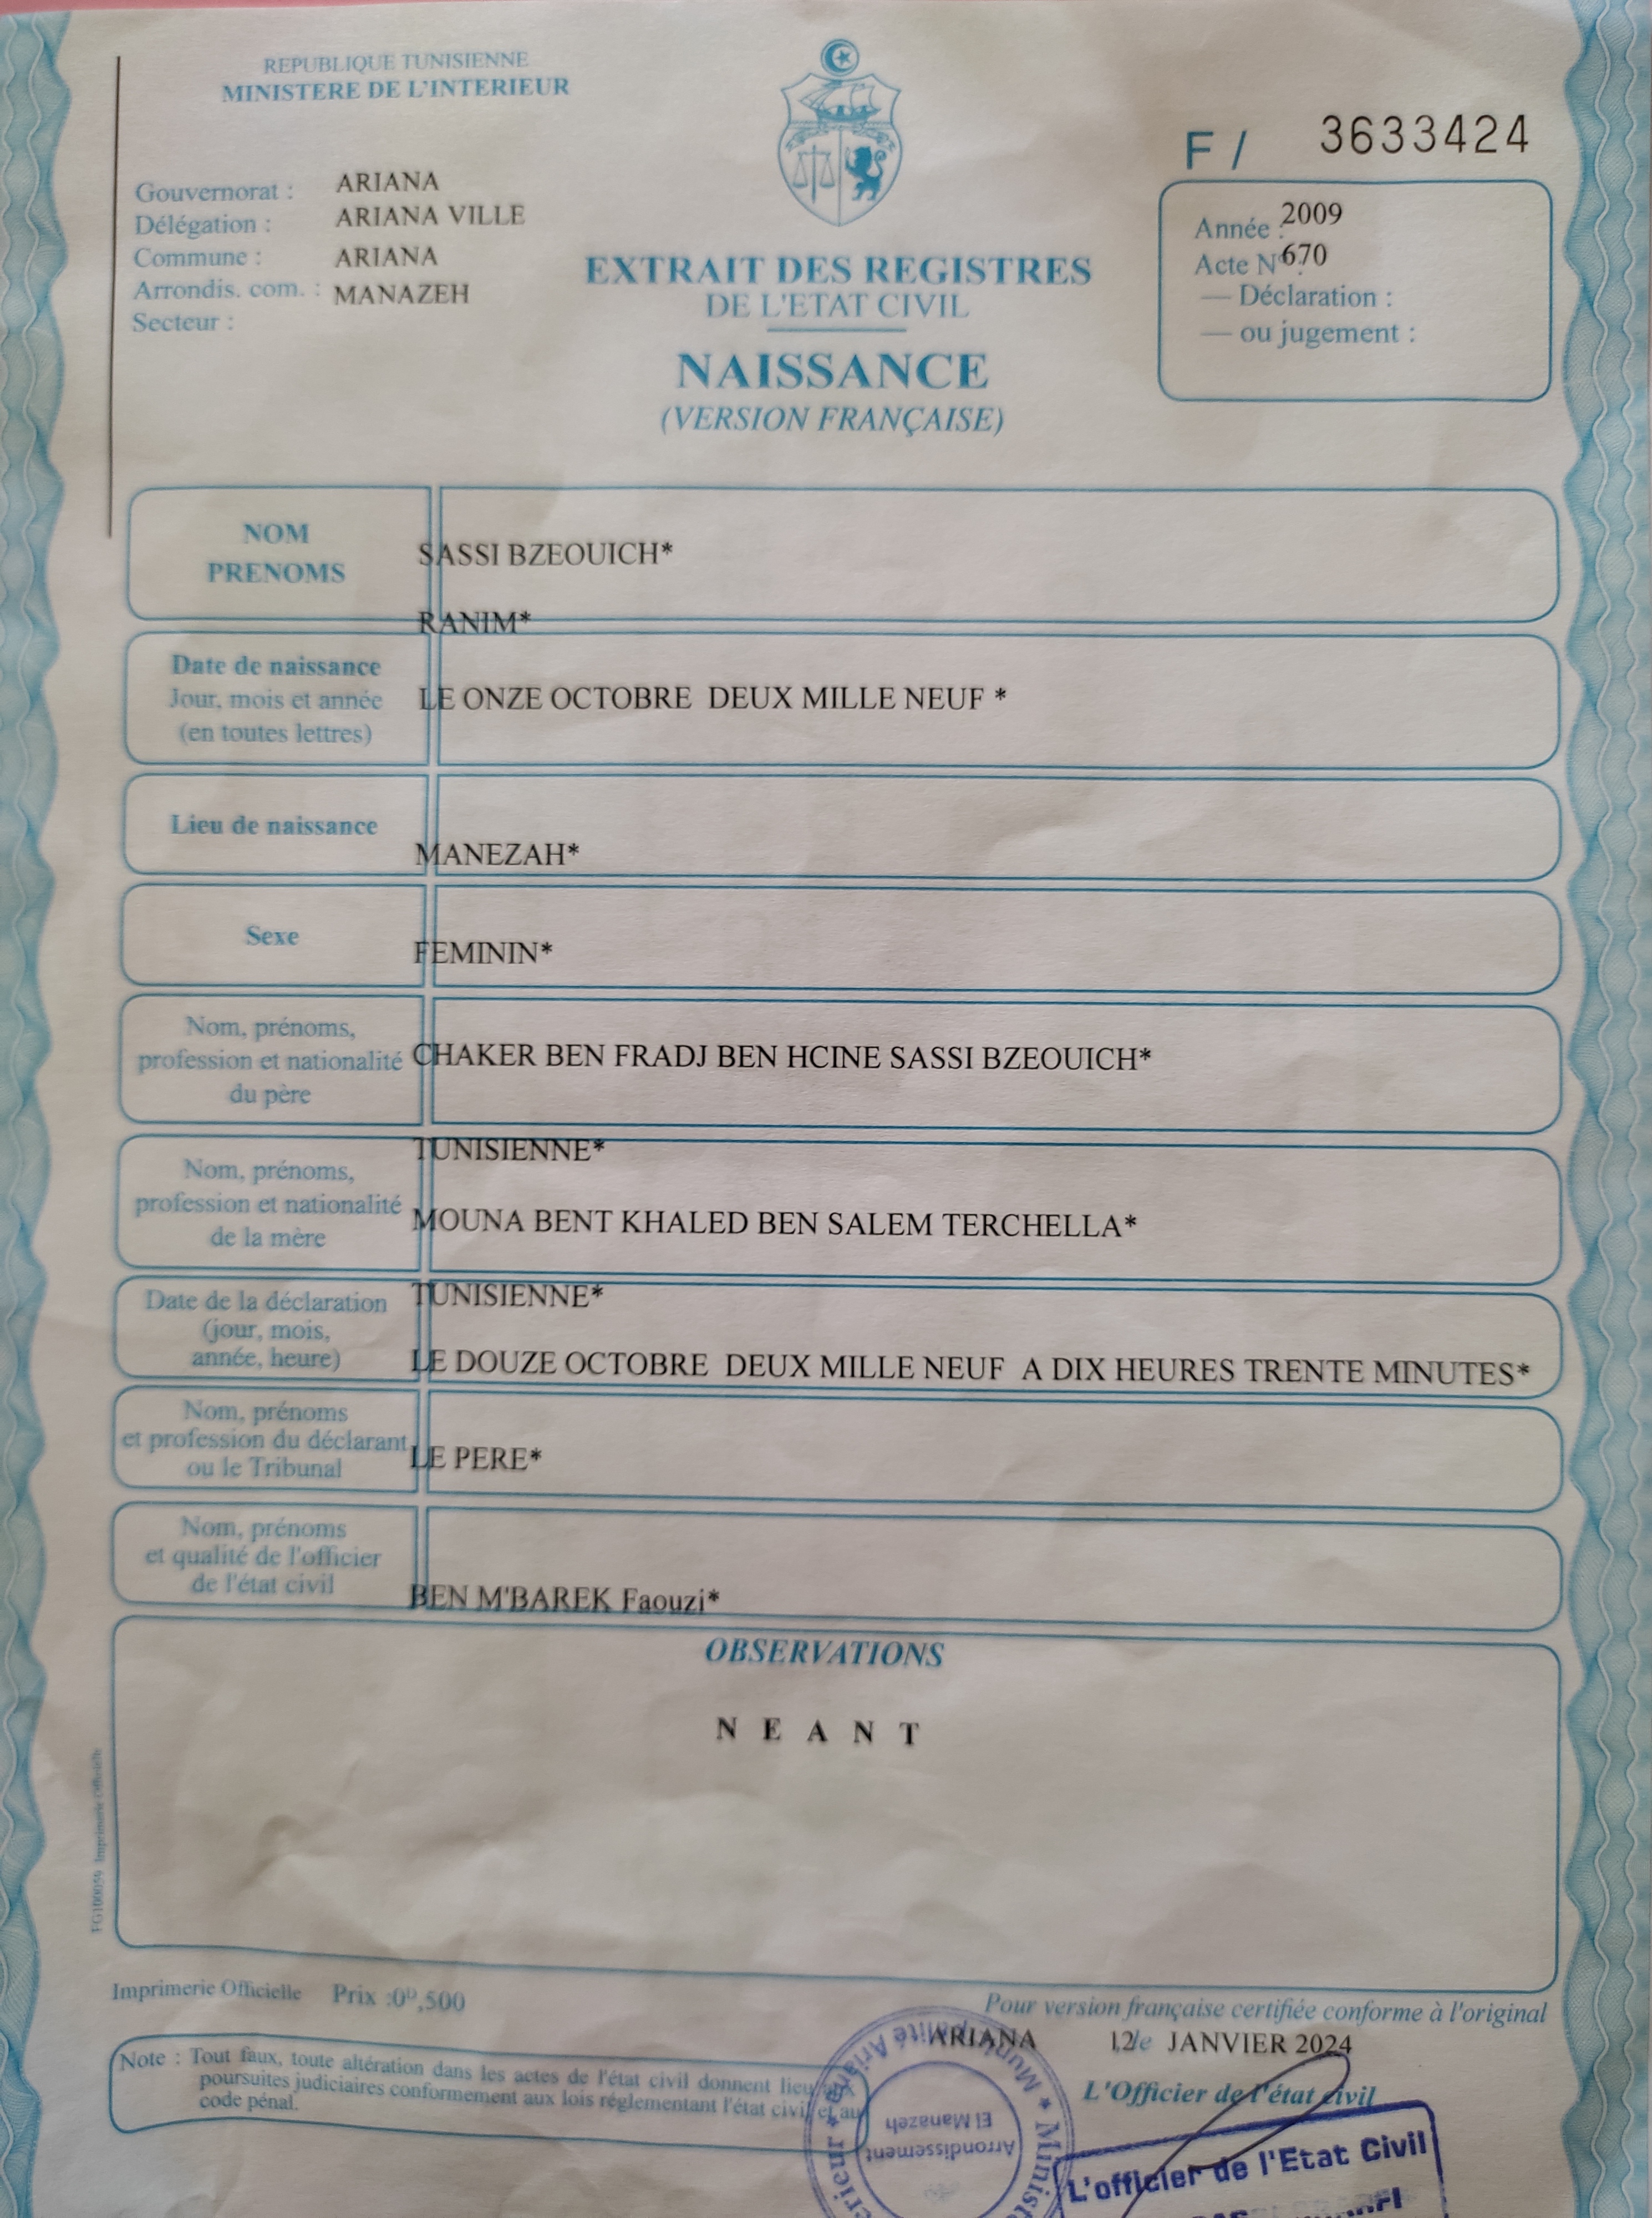 REPUBLIQUE TUNISIENNE
MINISTERE DE L'INTERIEUR
Gouvernorat : ARIANA
Délégation : ARIANA VILLE
Commune : ARIANA
Arrondis. com. : MANAZEH
Secteur :
EXTRAIT DES REGISTRES
DE L'ETAT CIVIL
NAISSANCE
(VERSION FRANÇAISE)
F / 3633424
Année : 2009
Acte N° 670
— Déclaration :
— ou jugement :
NOM
PRENOMS
SASSI BZEOUICH*
RANIM*
Date de naissance
Jour, mois et année
(en toutes lettres)
LE ONZE OCTOBRE DEUX MILLE NEUF *
Lieu de naissance
MANEZAH*
Sexe
FEMININ*
Nom, prénoms,
profession et nationalité
du père
CHAKER BEN FRADJ BEN HCINE SASSI BZEOUICH*
TUNISIENNE*
Nom, prénoms,
profession et nationalité
de la mère
MOUNA BENT KHALED BEN SALEM TERCHELLA*
TUNISIENNE*
Date de la déclaration
(jour, mois,
année, heure)
LE DOUZE OCTOBRE DEUX MILLE NEUF A DIX HEURES TRENTE MINUTES*
Nom, prénoms
et profession du déclarant
ou le Tribunal
LE PERE*
Nom, prénoms
et qualité de l'officier
de l'état civil
BEN M'BAREK Faouzi*
OBSERVATIONS
N E A N T
FG100059 Imprimerie Officielle
Imprimerie Officielle Prix :0ᴰ,500
Pour version française certifiée conforme à l'original
ARIANA 12 le JANVIER 2024
L'Officier de l'état civil
Note : Tout faux, toute altération dans les actes de l'état civil donnent lieu aux
poursuites judiciaires conformement aux lois réglementant l'état civil et au
code pénal.
Municipalité Ariana
Arrondissement
El Manazeh
L'officier de l'Etat Civil